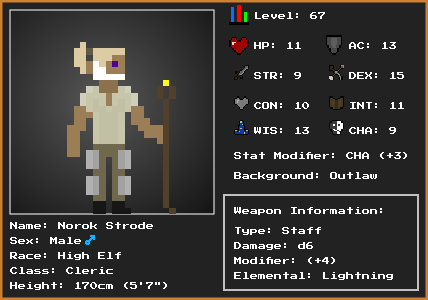 Level: 67
HP: 11 AC: 13
STR: 9 DEX: 15
CON: 10 INT: 11
WIS: 13 CHA: 9
Stat Modifier: CHA (+3)
Background: Outlaw
Weapon Information:
Type: Staff
Damage: d6
Modifier: (+4)
Elemental: Lightning
Name: Norok Strode
Sex: Male♂
Race: High Elf
Class: Cleric
Height: 170cm (5'7")